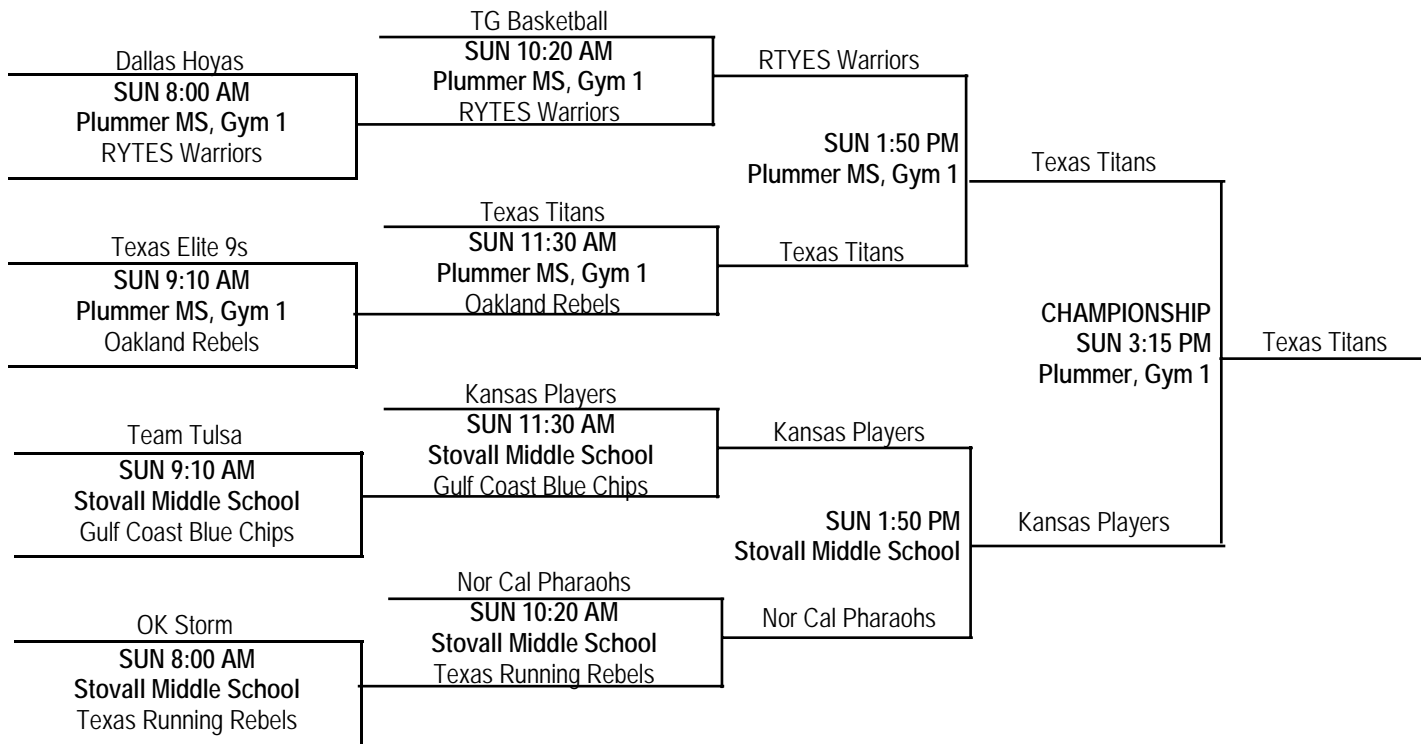 TG Basketball
Dallas Hoyas
SUN 10:20 AM
RTYES Warriors
SUN 8:00 AM
Plummer MS, Gym 1
Plummer MS, Gym 1
RYTES Warriors
RYTES Warriors
SUN 1:50 PM
Plummer MS, Gym 1
Texas Titans
Texas Titans
Texas Elite 9s
SUN 11:30 AM
Texas Titans
SUN 9:10 AM
Plummer MS, Gym 1
Plummer MS, Gym 1
Oakland Rebels
Oakland Rebels
CHAMPIONSHIP
SUN 3:15 PM
Texas Titans
Plummer, Gym 1
Kansas Players
Team Tulsa
SUN 11:30 AM
Kansas Players
SUN 9:10 AM
Stovall Middle School
Stovall Middle School
Gulf Coast Blue Chips
Gulf Coast Blue Chips
SUN 1:50 PM
Kansas Players
Stovall Middle School
Nor Cal Pharaohs
OK Storm
SUN 10:20 AM
Nor Cal Pharaohs
SUN 8:00 AM
Stovall Middle School
Stovall Middle School
Texas Running Rebels
Texas Running Rebels